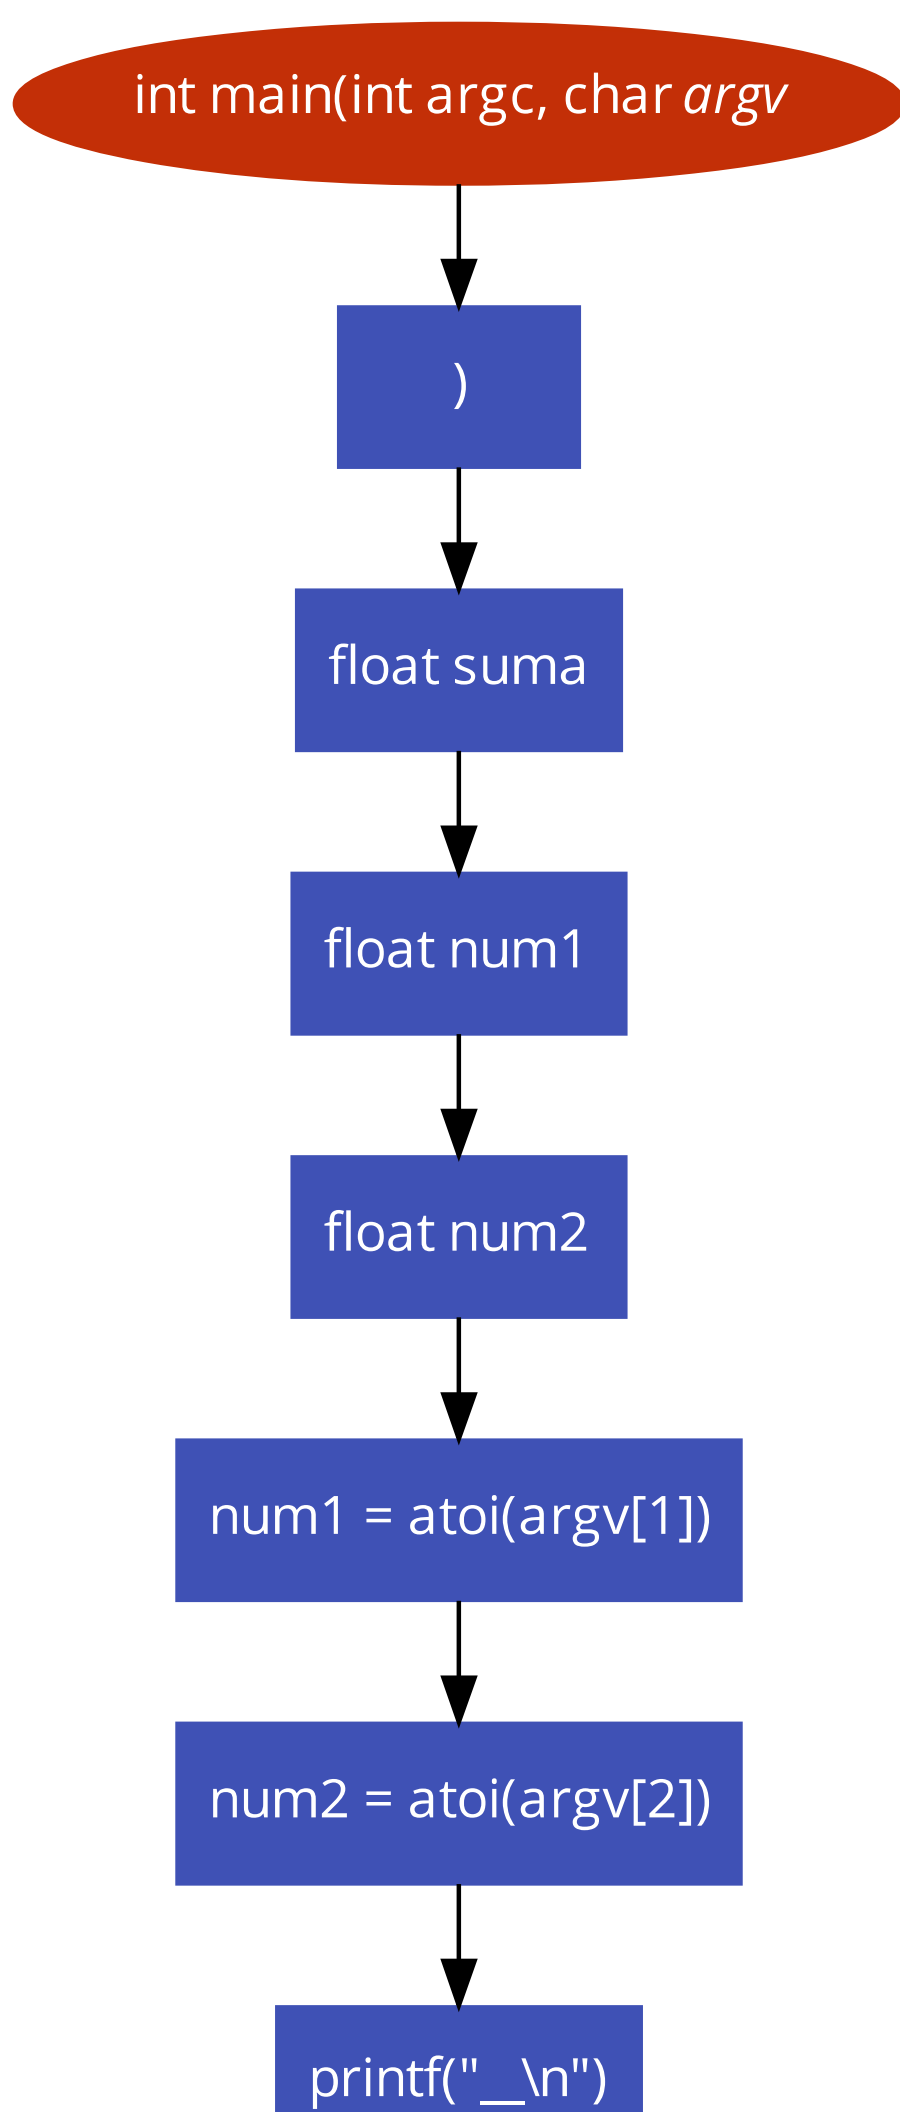 int main(int argc, char argv
)
float suma
float num1
float num2
num1 = atoi(argv[1])
num2 = atoi(argv[2])
printf("__\n")